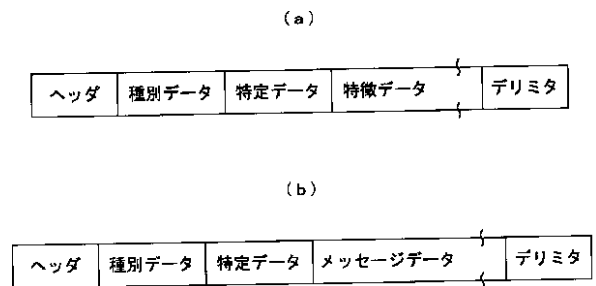 (a)
ヘッダ 種別データ 特定データ 特徴データ デリミタ
(b)
ヘッダ 種別データ 特定データ メッセージデータ デリミタ